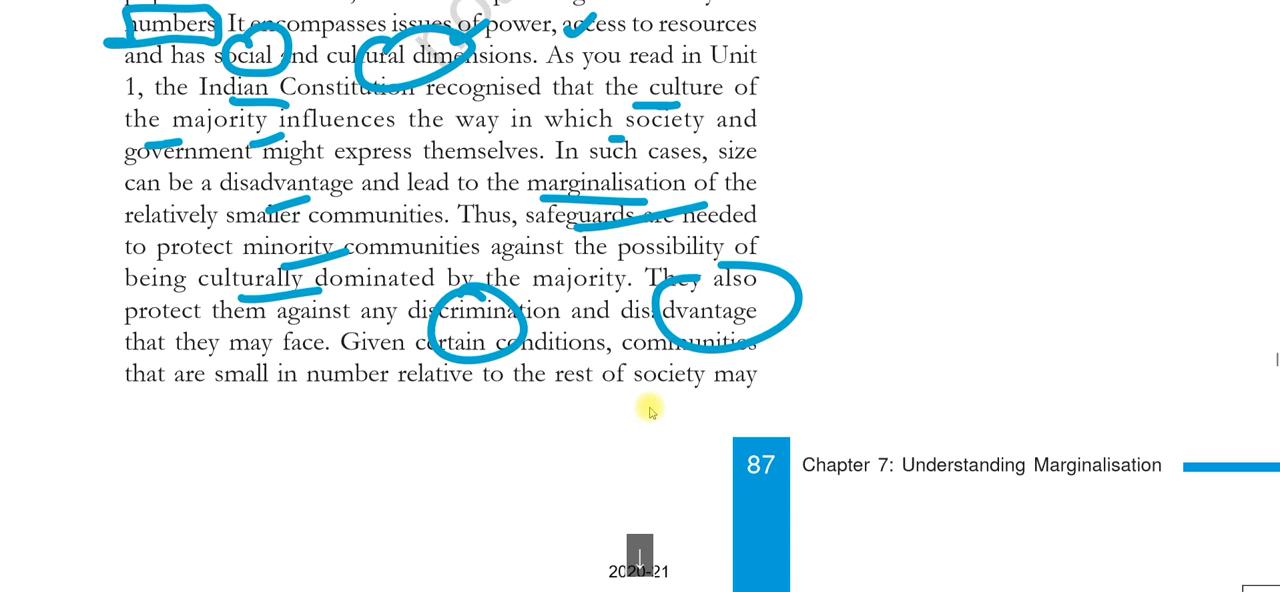 numbers. It encompasses issues of power, access to resources
and has social and cultural dimensions. As you read in Unit
1, the Indian Constitution recognised that the culture of
the majority influences the way in which society and
government might express themselves. In such cases, size
can be a disadvantage and lead to the marginalisation of the
relatively smaller communities. Thus, safeguards are needed
to protect minority communities against the possibility of
being culturally dominated by the majority. They also
protect them against any discrimination and disadvantage
that they may face. Given certain conditions, communities
that are small in number relative to the rest of society may
87 Chapter 7: Understanding Marginalisation
2020-21